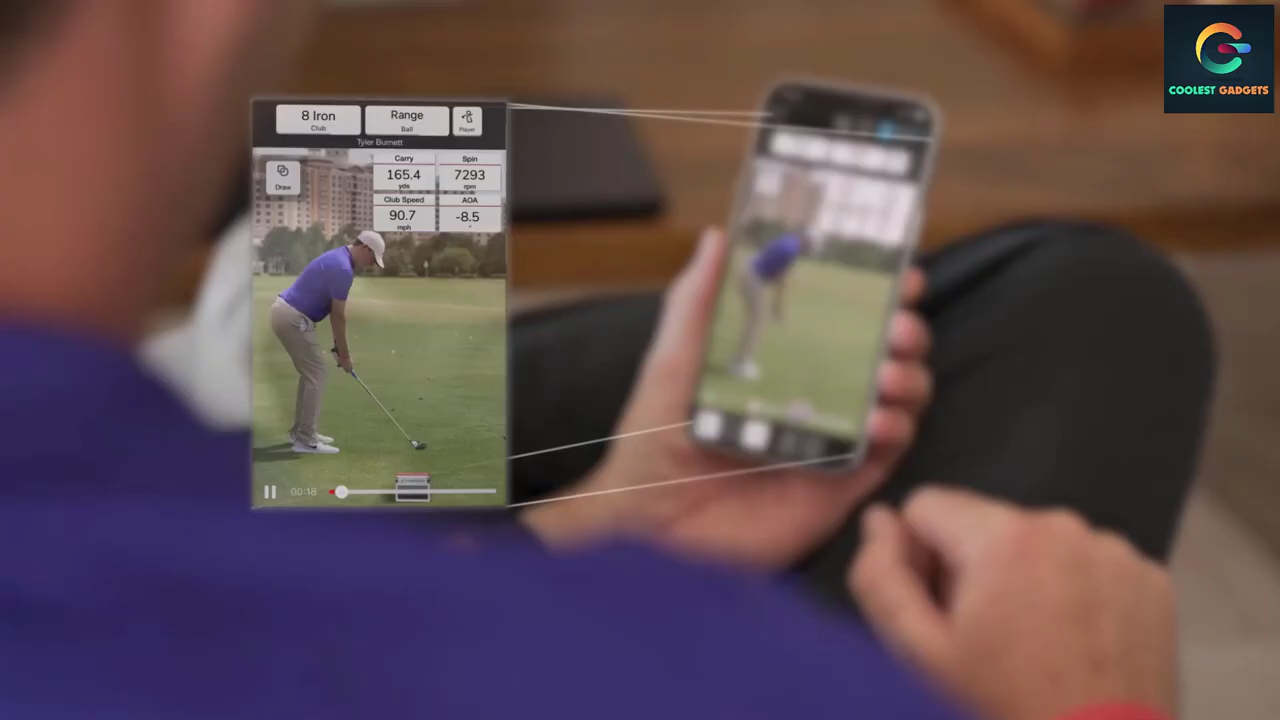 COOLEST GADGETS
8 Iron
Club
Range
Ball
Player
Tyler Burnett
Draw
Carry
165.4
yds
Spin
7293
rpm
Club Speed
90.7
mph
AOA
-8.5
00:18